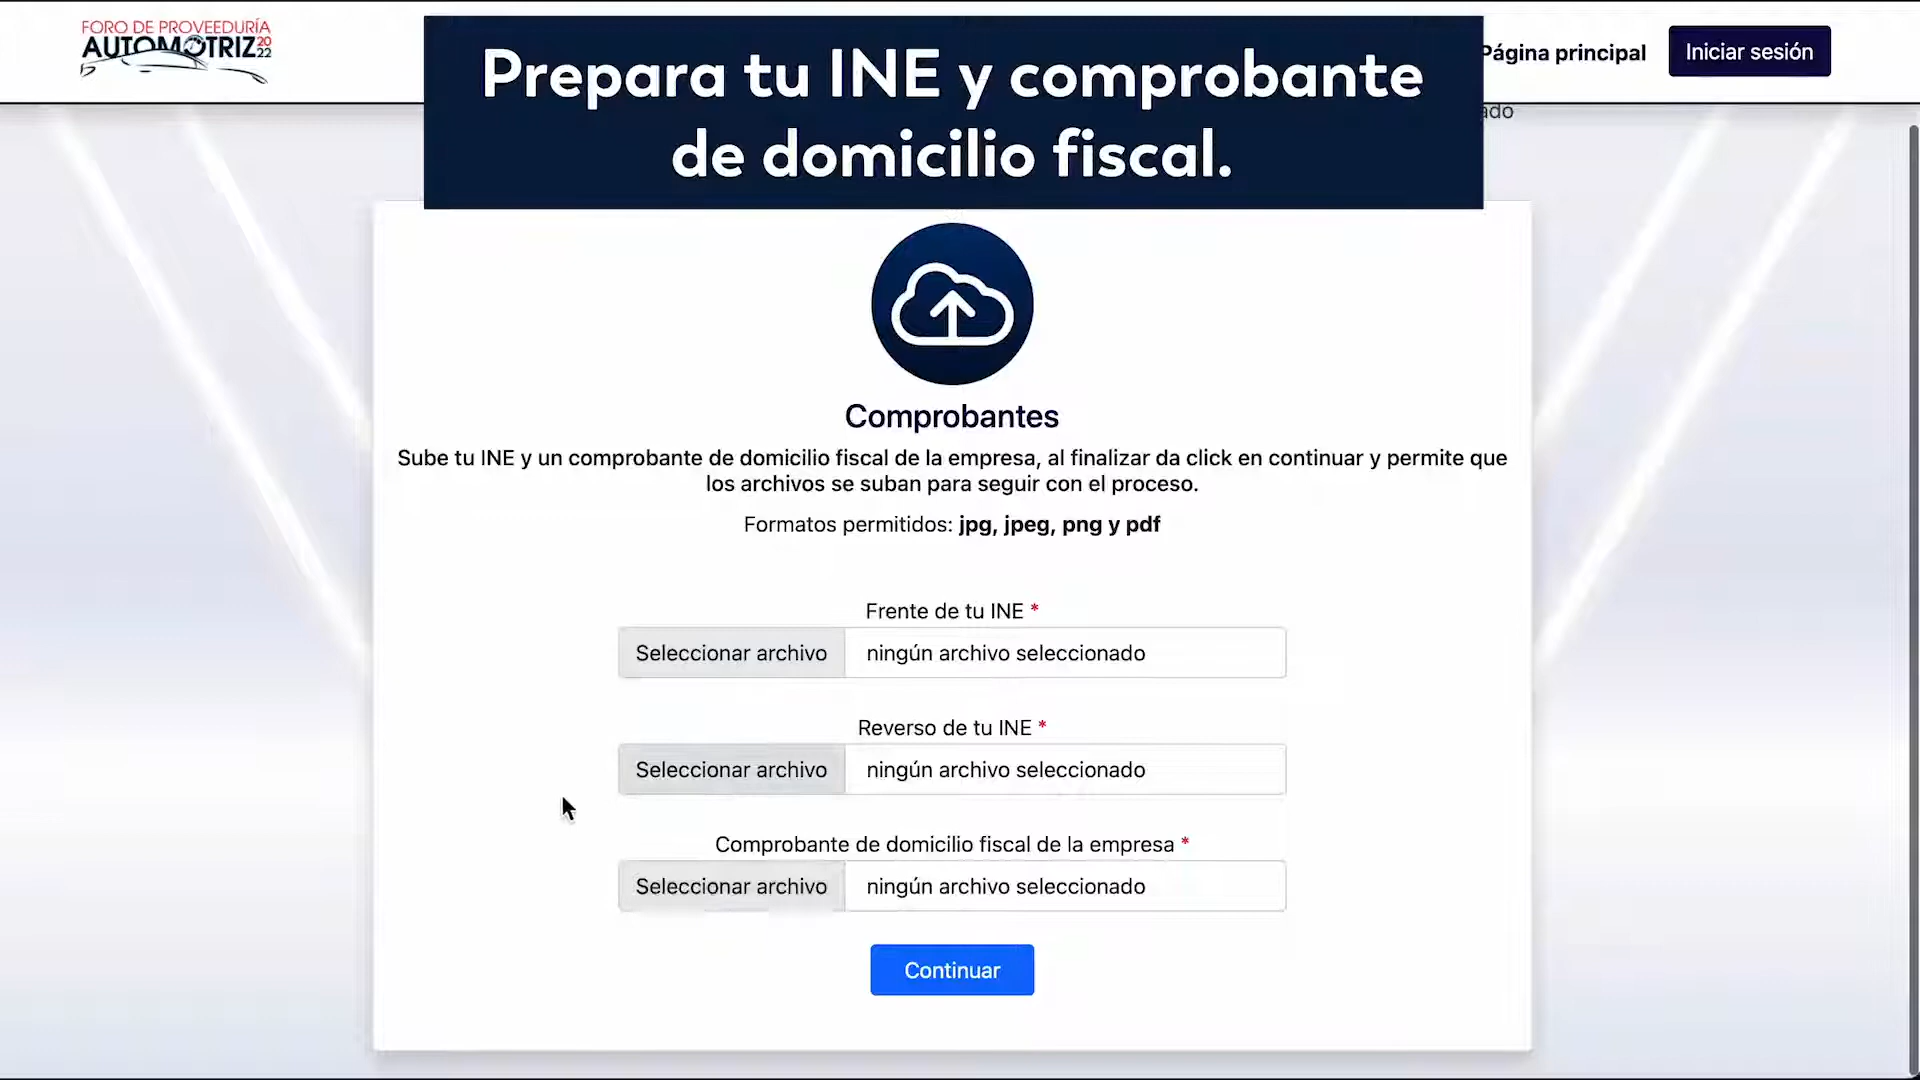 FORO DE PROVEEDURÍA
AUTOMOTRIZ 2022
Prepara tu INE y comprobante
de domicilio fiscal.
Página principal
Iniciar sesión
Comprobantes
Sube tu INE y un comprobante de domicilio fiscal de la empresa, al finalizar da click en continuar y permite que
los archivos se suban para seguir con el proceso.
Formatos permitidos: jpg, jpeg, png y pdf
Frente de tu INE *
Seleccionar archivo ningún archivo seleccionado
Reverso de tu INE *
Seleccionar archivo ningún archivo seleccionado
Comprobante de domicilio fiscal de la empresa *
Seleccionar archivo ningún archivo seleccionado
Continuar